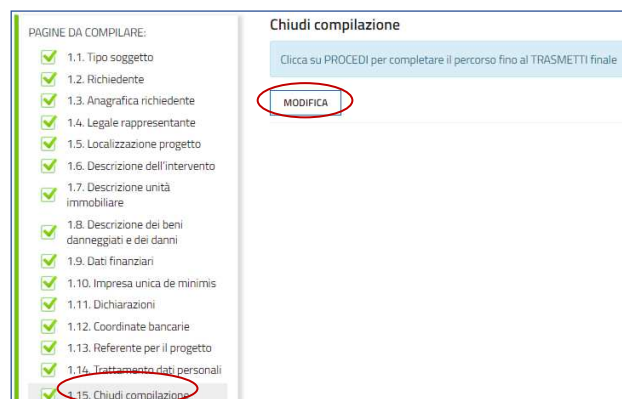 PAGINE DA COMPILARE:
1.1. Tipo soggetto
1.2. Richiedente
1.3. Anagrafica richiedente
1.4. Legale rappresentante
1.5. Localizzazione progetto
1.6. Descrizione dell'intervento
1.7. Descrizione unità
immobiliare
1.8. Descrizione dei beni
danneggiati e dei danni
1.9. Dati finanziari
1.10. Impresa unica de minimis
1.11. Dichiarazioni
1.12. Coordinate bancarie
1.13. Referente per il progetto
1.14. Trattamento dati personali
1.15. Chiudi compilazione
Chiudi compilazione
Clicca su PROCEDI per completare il percorso fino al TRASMETTI finale
MODIFICA